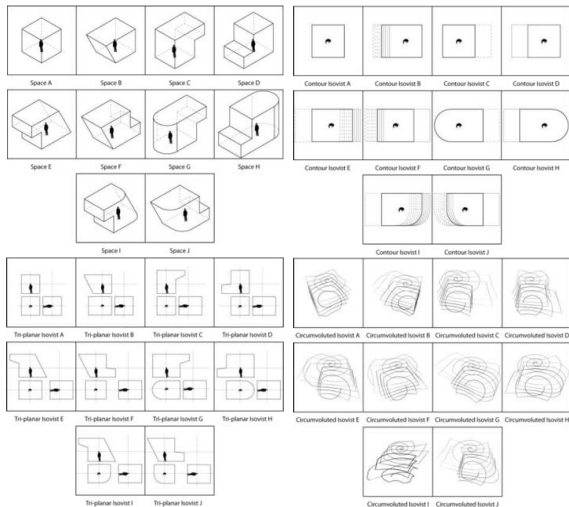 Space A Space B Space C Space D
Space E Space F Space G Space H
Space I Space J
Contour Isovist A Contour Isovist B Contour Isovist C Contour Isovist D
Contour Isovist E Contour Isovist F Contour Isovist G Contour Isovist H
Contour Isovist I Contour Isovist J
Tri-planar Isovist A Tri-planar Isovist B Tri-planar Isovist C Tri-planar Isovist D
Tri-planar Isovist E Tri-planar Isovist F Tri-planar Isovist G Tri-planar Isovist H
Tri-planar Isovist I Tri-planar Isovist J
Circumvoluted Isovist A Circumvoluted Isovist B Circumvoluted Isovist C Circumvoluted Isovist D
Circumvoluted Isovist E Circumvoluted Isovist F Circumvoluted Isovist G Circumvoluted Isovist H
Circumvoluted Isovist I Circumvoluted Isovist J